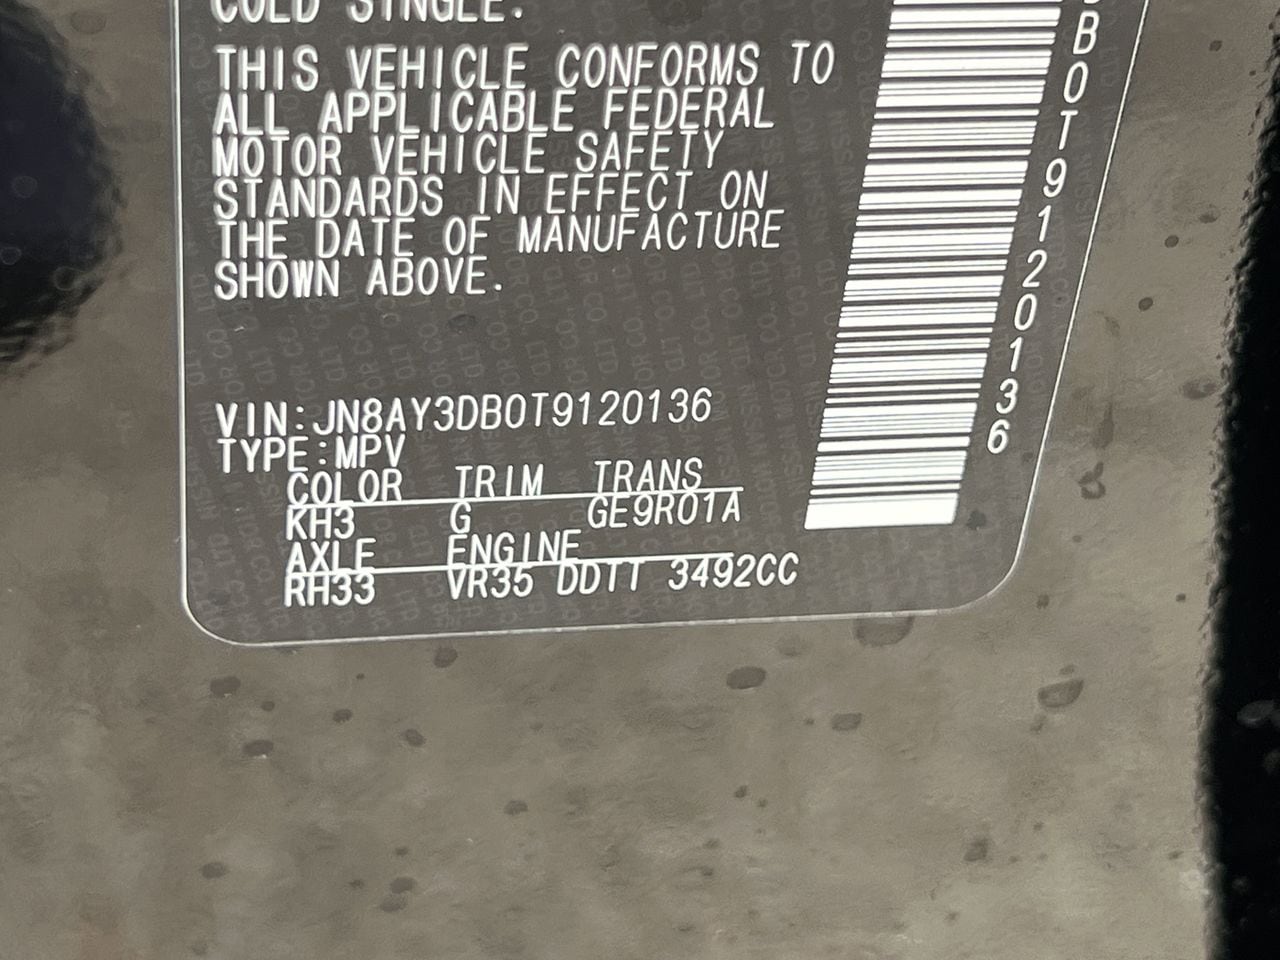 COLD SINGLE.
THIS VEHICLE CONFORMS TO
ALL APPLICABLE FEDERAL
MOTOR VEHICLE SAFETY
STANDARDS IN EFFECT ON
THE DATE OF MANUFACTURE
SHOWN ABOVE.
VIN:JN8AY3DB0T9120136
TYPE:MPV
COLOR TRIM TRANS
KH3 G GE9R01A
AXLE ENGINE
RH33 VR35 DDTT 3492CC
B0T9120136